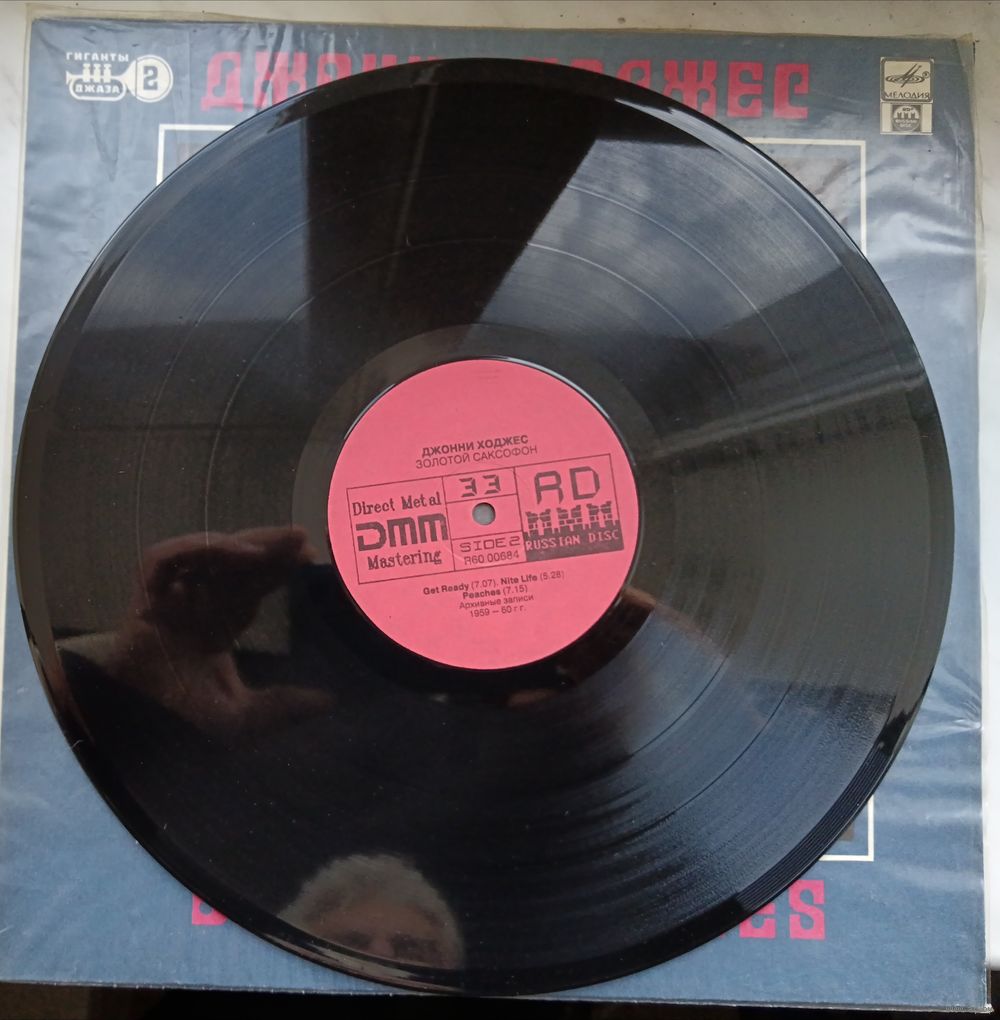 ГИГАНТЫ
ДЖАЗА
2
МЕЛОДИЯ
ДЖОННИ ХОДЖЕС
ЗОЛОТОЙ САКСОФОН
Direct Metal
DMM
Mastering
33
SIDE 2
R60 00684
RD
RUSSIAN DISC
Get Ready (7.07). Nite Life (5.28)
Peaches (7.15)
Архивные записи
1959 – 60 г г.